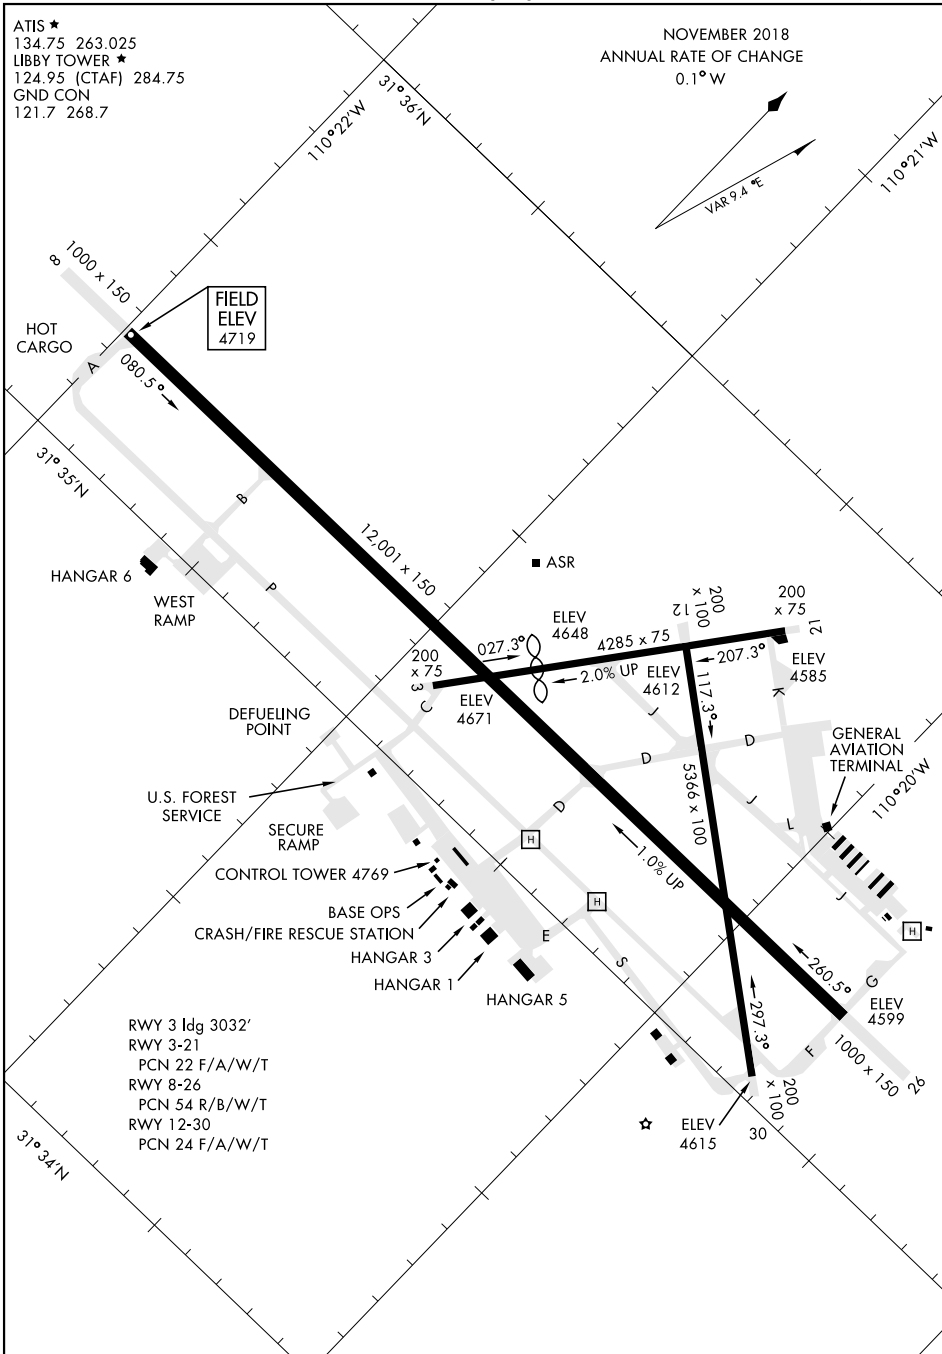 ATIS ★
134.75 263.025
LIBBY TOWER ★
124.95 (CTAF) 284.75
GND CON
121.7 268.7
NOVEMBER 2018
ANNUAL RATE OF CHANGE
0.1° W
VAR 9.4 °E
31° 36'N
110° 22'W
110° 21'W
8
1000 x 150
FIELD
ELEV
4719
HOT
CARGO
A
080.5°
31° 35'N
B
12,001 x 150
HANGAR 6
WEST
RAMP
P
ASR
ELEV
4648
027.3°
4285 x 75
200
x 75
3
C
2.0% UP
ELEV
4671
12
200
x 100
ELEV
4612
207.3°
117.3°
200
x 75
21
ELEV
4585
K
J
DEFUELING
POINT
D
D
D
GENERAL
AVIATION
TERMINAL
110° 20'W
5366 x 100
J
L
J
U.S. FOREST
SERVICE
SECURE
RAMP
H
1.0% UP
CONTROL TOWER 4769
BASE OPS
CRASH/FIRE RESCUE STATION
HANGAR 3
HANGAR 1
HANGAR 5
E
H
S
H
G
260.5°
ELEV
4599
297.3°
F
1000 x 150
26
200
x 100
30
ELEV
4615
RWY 3 ldg 3032'
RWY 3-21
PCN 22 F/A/W/T
RWY 8-26
PCN 54 R/B/W/T
RWY 12-30
PCN 24 F/A/W/T
31° 34'N